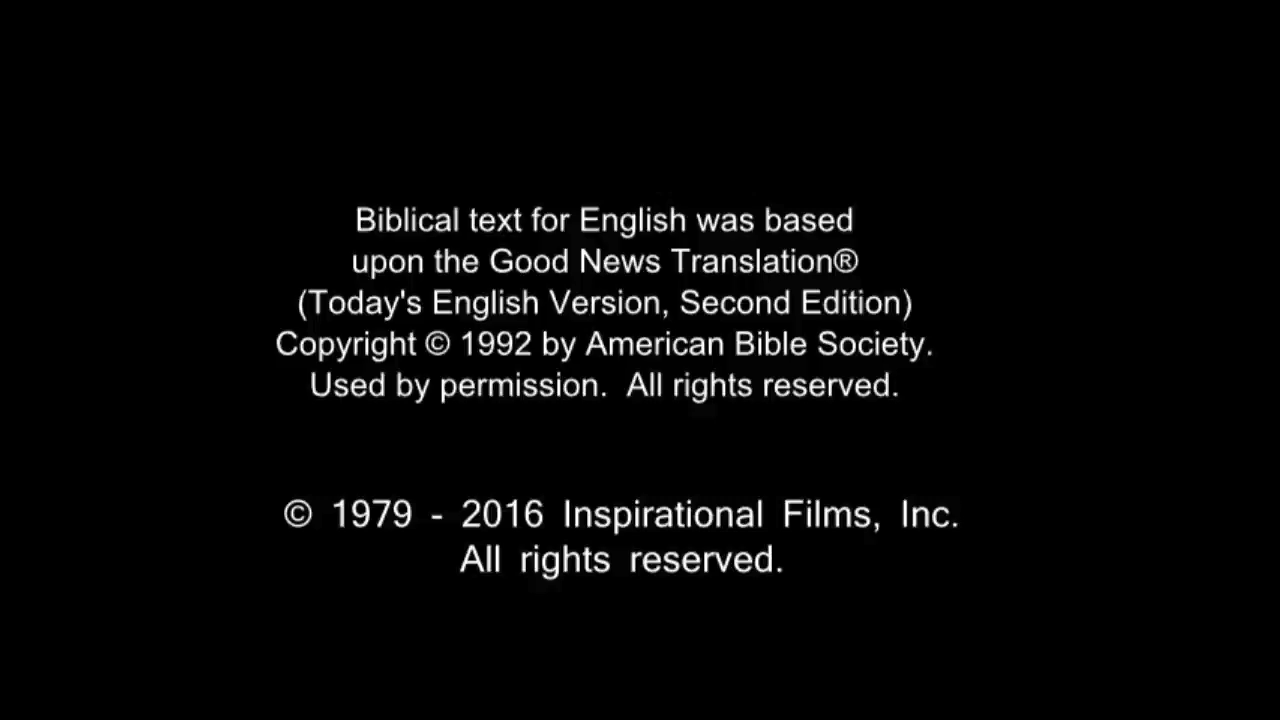 Biblical text for English was based
upon the Good News Translation®
(Today's English Version, Second Edition)
Copyright © 1992 by American Bible Society.
Used by permission.  All rights reserved.
© 1979 - 2016 Inspirational Films, Inc.
All rights reserved.